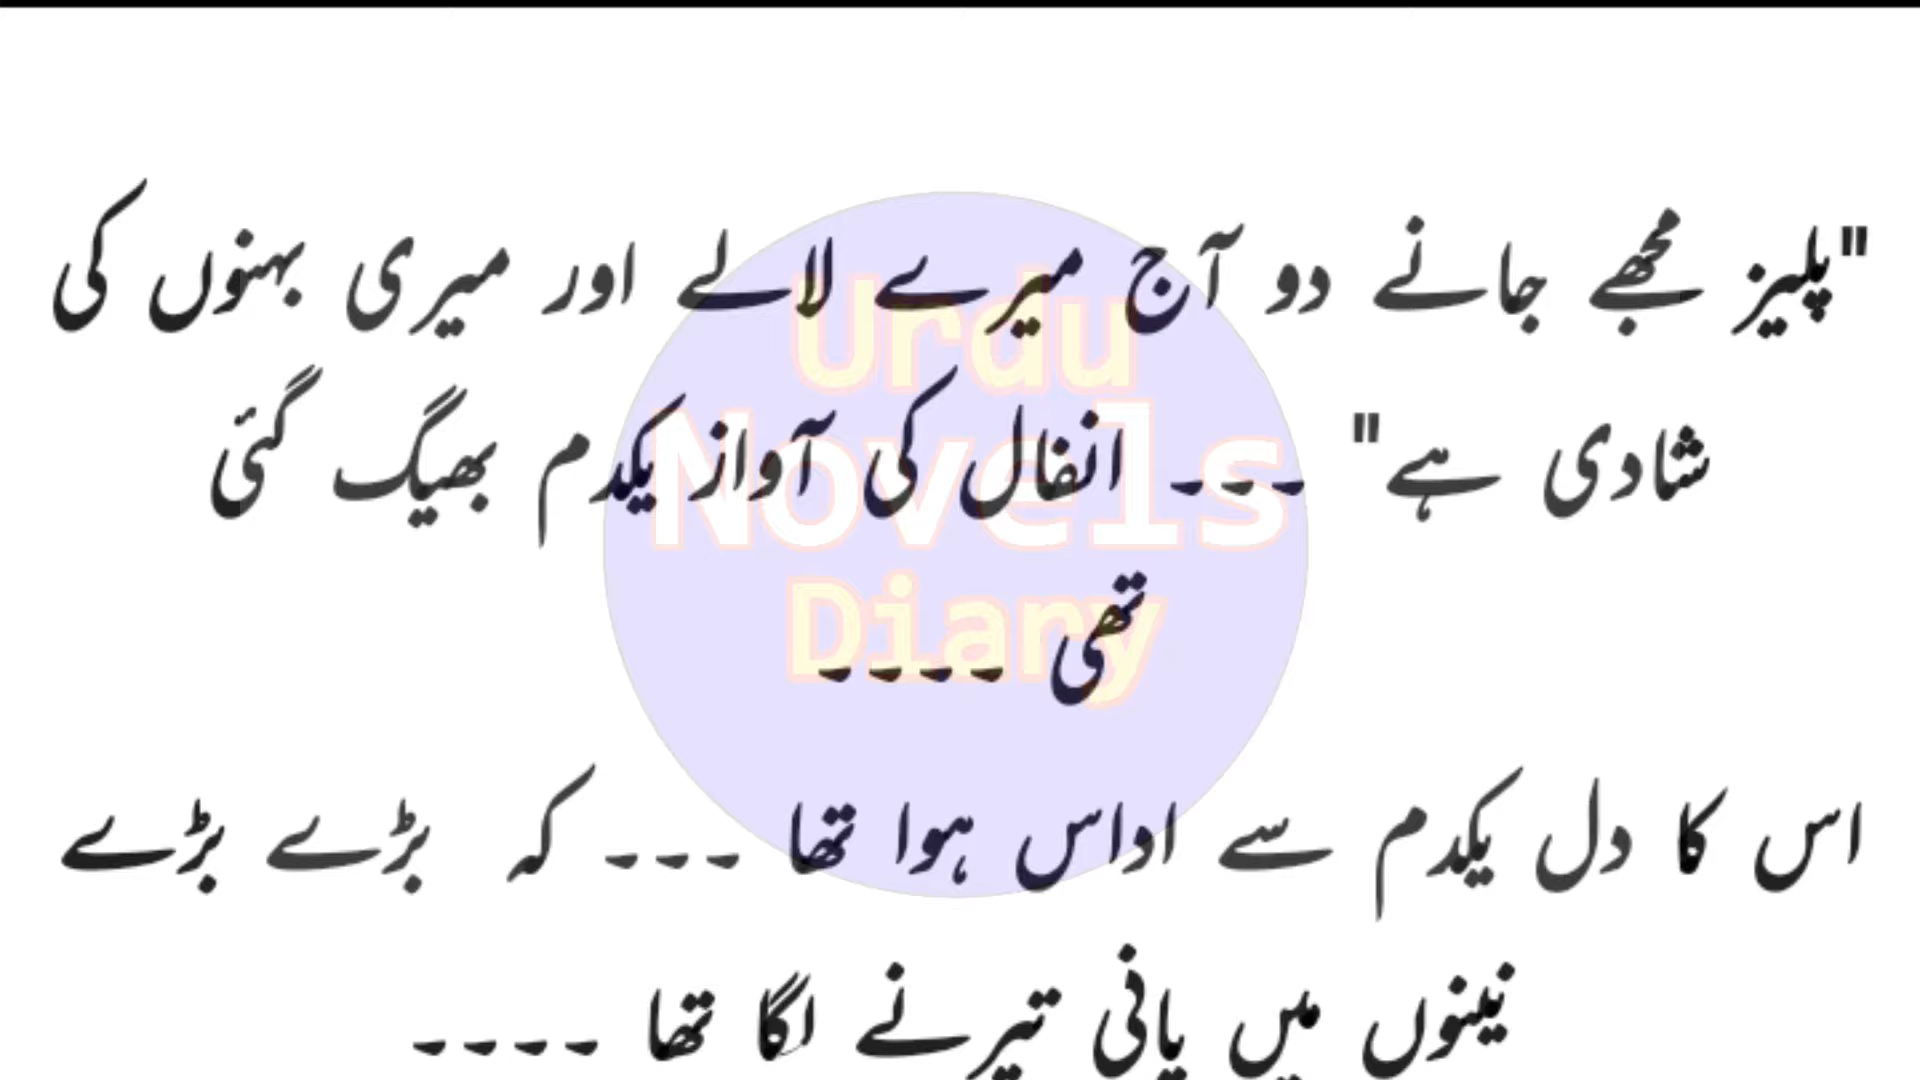 "پلیز مجھے جانے دو آج میرے لالے اور میری بہنوں کی
شادی ہے" ۔۔۔ انفال کی آواز یکدم بھیگ گئی
تھی ۔۔۔۔
اس کا دل یکدم سے اداس ہوا تھا ۔۔۔ کہ بڑے بڑے
نینوں میں پانی تیرنے لگا تھا ۔۔۔۔
Urdu
Novels
Diary